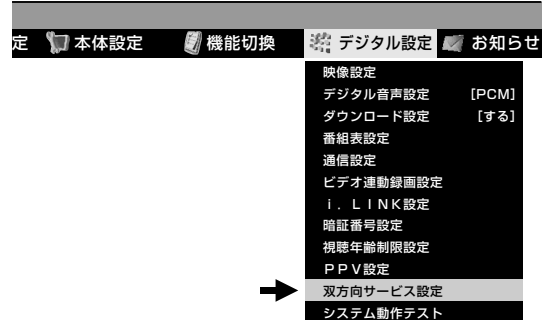 定 本体設定 機能切換 デジタル設定 お知らせ
映像設定
デジタル音声設定 [PCM]
ダウンロード設定 [する]
番組表設定
通信設定
ビデオ連動録画設定
i．LINK設定
暗証番号設定
視聴年齢制限設定
PPV設定
双方向サービス設定
システム動作テスト